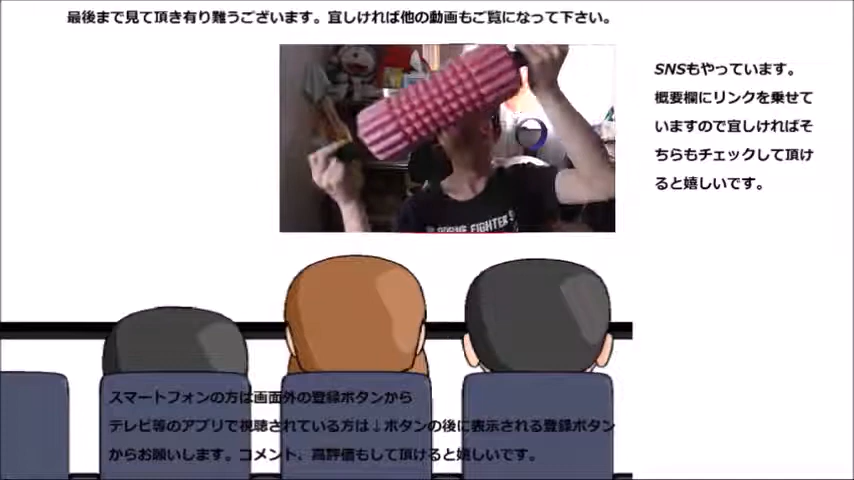 最後まで見て頂き有り難うございます。宜しければ他の動画もご覧になって下さい。
SNSもやっています。
概要欄にリンクを乗せて
いますので宜しければそ
ちらもチェックして頂け
ると嬉しいです。
FIGHTER
スマートフォンの方は画面外の登録ボタンから
テレビ等のアプリで視聴されている方は↓ボタンの後に表示される登録ボタン
からお願いします。コメント、高評価もして頂けると嬉しいです。